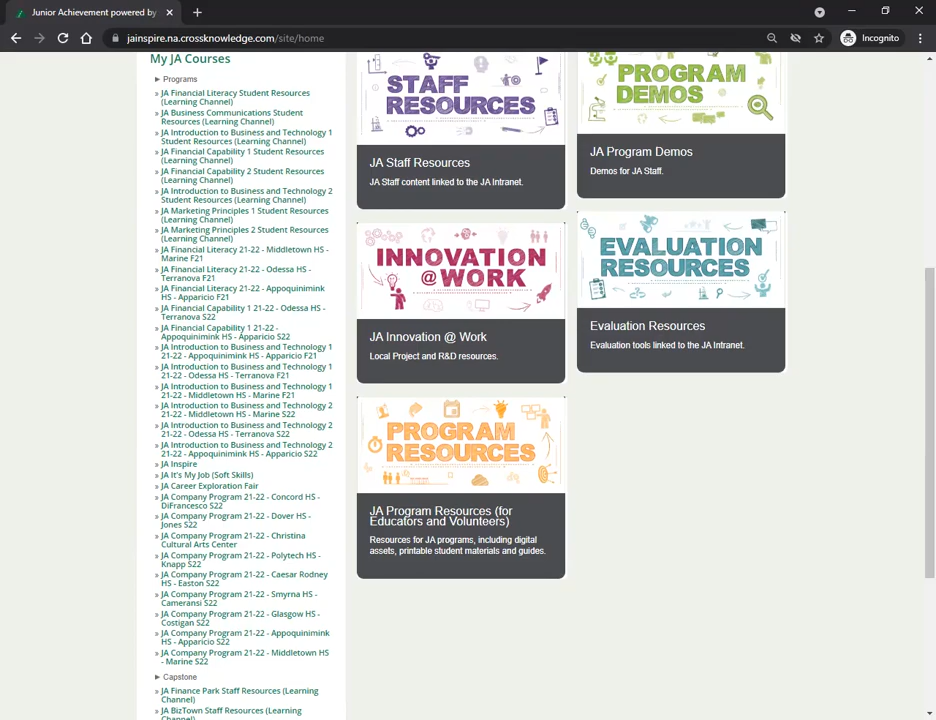 Junior Achievement powered by
jainspire.na.crossknowledge.com/site/home
Incognito
My JA Courses
Programs
» JA Financial Literacy Student Resources
(Learning Channel)
» JA Business Communications Student
Resources (Learning Channel)
» JA Introduction to Business and Technology 1
Student Resources (Learning Channel)
» JA Financial Capability 1 Student Resources
(Learning Channel)
» JA Financial Capability 2 Student Resources
(Learning Channel)
» JA Introduction to Business and Technology 2
Student Resources (Learning Channel)
» JA Marketing Principles 1 Student Resources
(Learning Channel)
» JA Marketing Principles 2 Student Resources
(Learning Channel)
» JA Financial Literacy 21-22 - Middletown HS -
Marine F21
» JA Financial Literacy 21-22 - Odessa HS -
Terranova F21
» JA Financial Literacy 21-22 - Appoquinimink
HS - Apparicio F21
» JA Financial Capability 1 21-22 - Odessa HS -
Terranova S22
» JA Financial Capability 1 21-22 -
Appoquinimink HS - Apparicio S22
» JA Introduction to Business and Technology 1
21-22 - Appoquinimink HS - Apparicio F21
» JA Introduction to Business and Technology 1
21-22 - Odessa HS - Terranova F21
» JA Introduction to Business and Technology 1
21-22 - Middletown HS - Marine F21
» JA Introduction to Business and Technology 2
21-22 - Middletown HS - Marine S22
» JA Introduction to Business and Technology 2
21-22 - Odessa HS - Terranova S22
» JA Introduction to Business and Technology 2
21-22 - Appoquinimink HS - Apparicio S22
» JA Inspire
» JA It's My Job (Soft Skills)
» JA Career Exploration Fair
» JA Company Program 21-22 - Concord HS -
DiFrancesco S22
» JA Company Program 21-22 - Dover HS -
Jones S22
» JA Company Program 21-22 - Christina
Cultural Arts Center
» JA Company Program 21-22 - Polytech HS -
Knapp S22
» JA Company Program 21-22 - Caesar Rodney
HS - Easton S22
» JA Company Program 21-22 - Smyrna HS -
Cameransi S22
» JA Company Program 21-22 - Glasgow HS -
Costigan S22
» JA Company Program 21-22 - Appoquinimink
HS - Apparicio S22
» JA Company Program 21-22 - Middletown HS
- Marine S22
Capstone
» JA Finance Park Staff Resources (Learning
Channel)
» JA BizTown Staff Resources (Learning
Channel)
STAFF
RESOURCES
JA Staff Resources
JA Staff content linked to the JA Intranet.
PROGRAM
DEMOS
JA Program Demos
Demos for JA Staff.
INNOVATION
@WORK
JA Innovation @ Work
Local Project and R&D resources.
EVALUATION
RESOURCES
Evaluation Resources
Evaluation tools linked to the JA Intranet.
PROGRAM
RESOURCES
JA Program Resources (for
Educators and Volunteers)
Resources for JA programs, including digital
assets, printable student materials and guides.